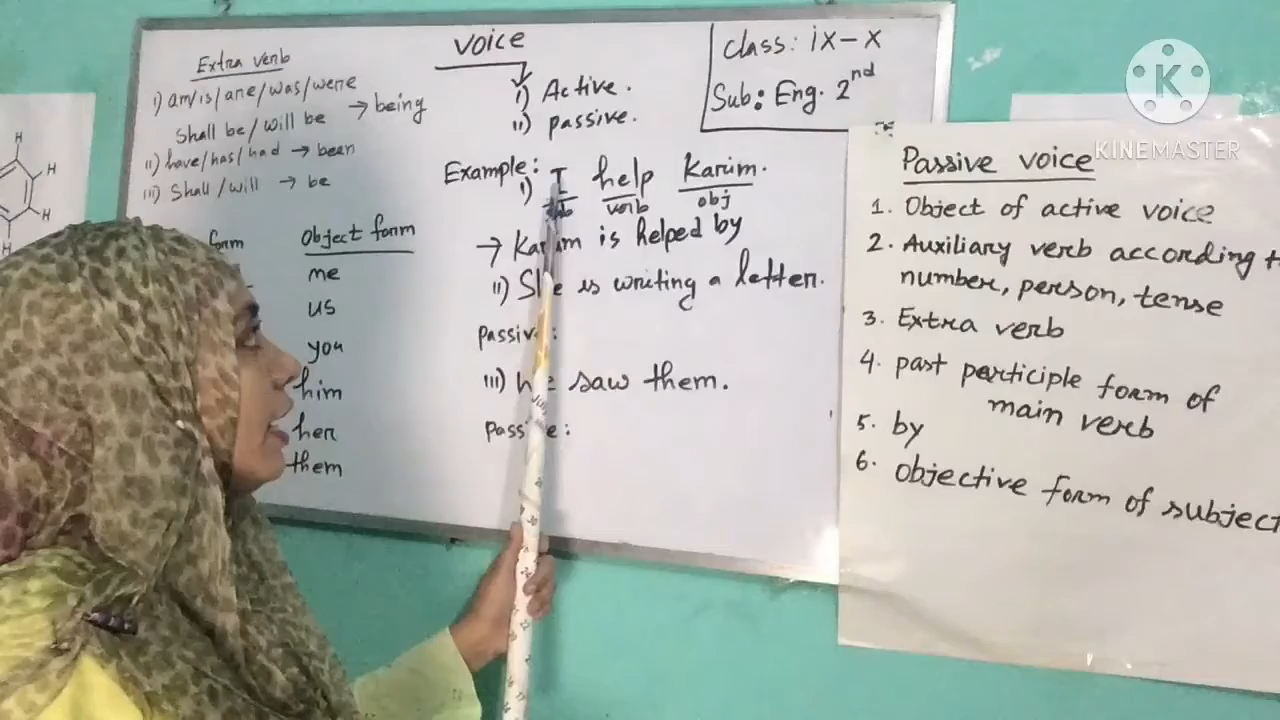 Extra verb
i) am/is/are/was/were
shall be/will be → being
ii) have/has/had → been
iii) shall/will → be
form
Object form
me
us
you
him
her
them
voice
i) Active.
ii) passive.
Example:
i) I help Karim.
sub verb obj
→ Karim is helped by
ii) She is writing a letter.
passive:
iii) he saw them.
passive:
class: ix-x
Sub: Eng. 2nd
Passive voice
1. Object of active voice
2. Auxiliary verb according
number, person, tense
3. Extra verb
4. past participle form of
main verb
5. by
6. objective form of subject
K
KINEMASTER
H
H
H
H